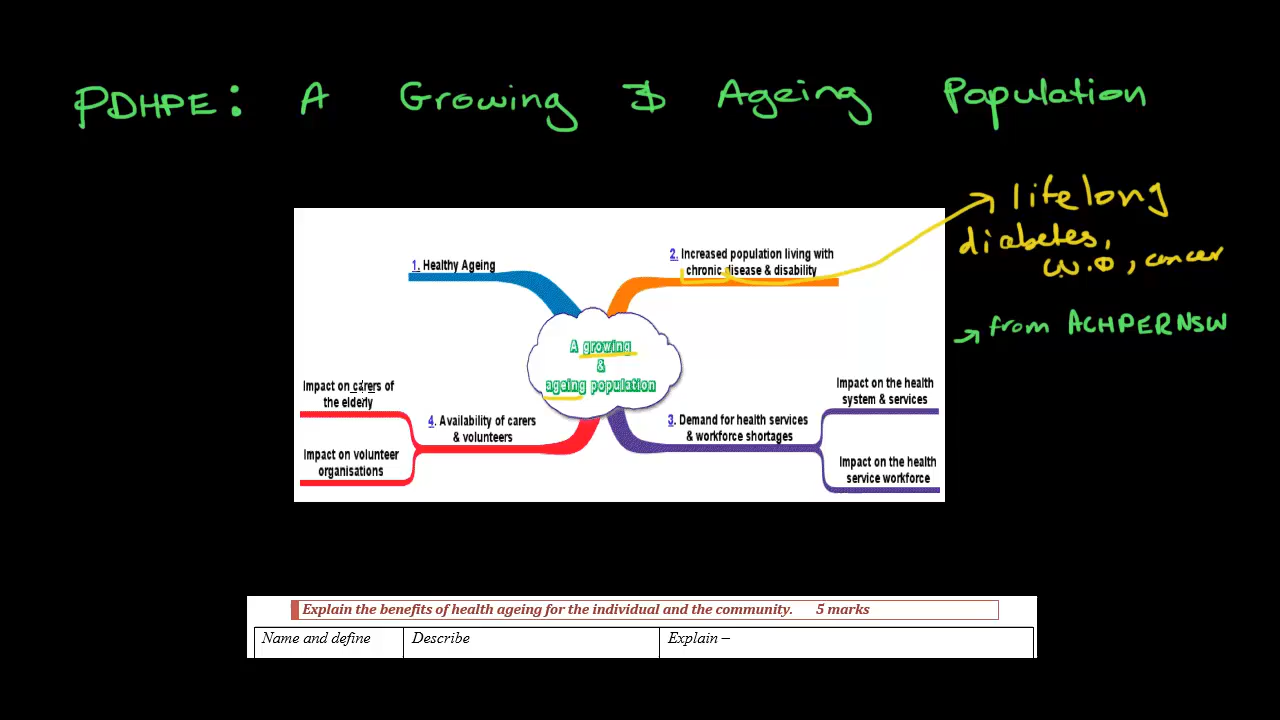 PDHPE: A Growing & Ageing Population
lifelong
diabetes,
cancer
from ACHPERNSW
1. Healthy Ageing
2. Increased population living with
chronic disease & disability
A growing
&
ageing population
Impact on carers of
the elderly
4. Availability of carers
& volunteers
Impact on volunteer
organisations
3. Demand for health services
& workforce shortages
Impact on the health
system & services
Impact on the health
service workforce
Explain the benefits of health ageing for the individual and the community. 5 marks
Name and define
Describe
Explain –